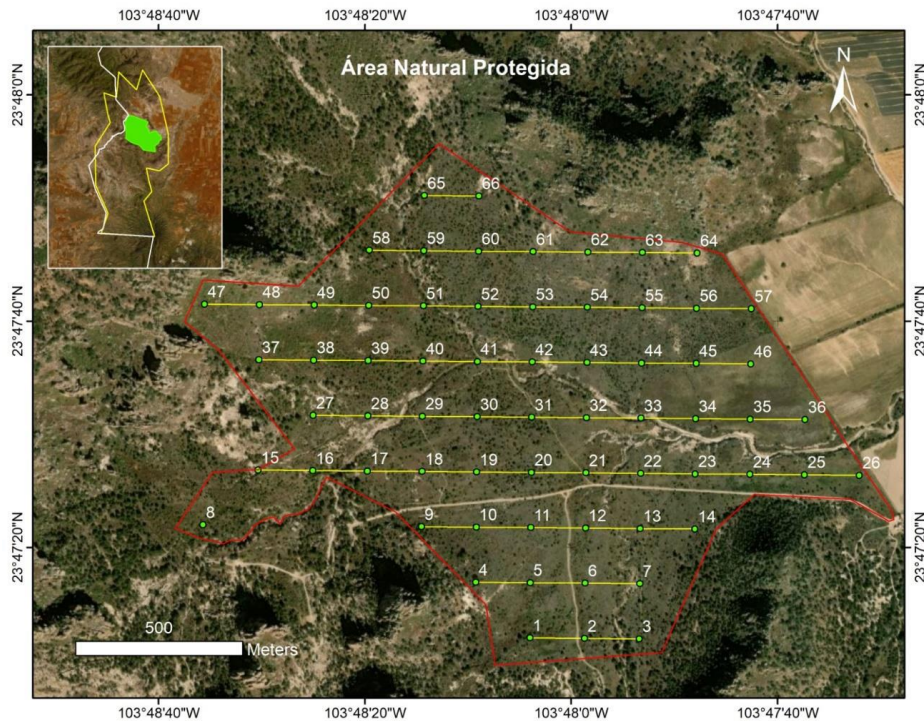 103°48'40"W 103°48'20"W 103°48'0"W 103°47'40"W
Área Natural Protegida
N
23°48'0"N 23°48'0"N
65 66
58 59 60 61 62 63 64
47 48 49 50 51 52 53 54 55 56 57
23°47'40"N 23°47'40"N
37 38 39 40 41 42 43 44 45 46
27 28 29 30 31 32 33 34 35 36
15 16 17 18 19 20 21 22 23 24 25 26
8 9 10 11 12 13 14
23°47'20"N 23°47'20"N
4 5 6 7
1 2 3
500
Meters
103°48'40"W 103°48'20"W 103°48'0"W 103°47'40"W